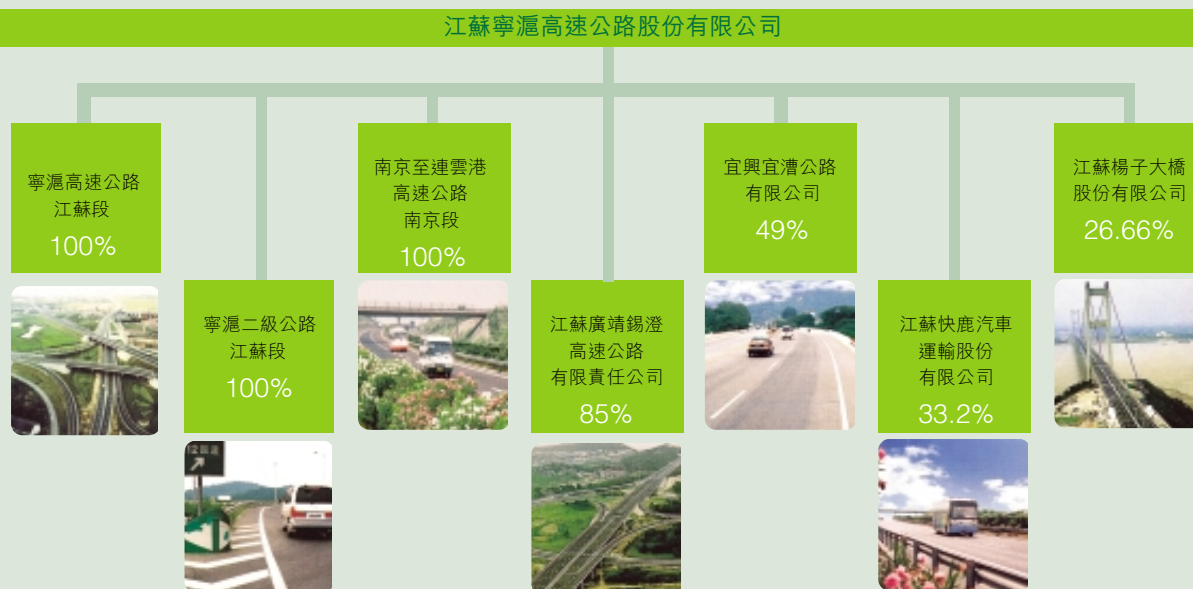 江蘇寧滬高速公路股份有限公司
寧滬高速公路
江蘇段
100%
寧滬二級公路
江蘇段
100%
南京至連雲港
高速公路
南京段
100%
江蘇廣靖錫澄
高速公路
有限責任公司
85%
宜興宜漕公路
有限公司
49%
江蘇快鹿汽車
運輸股份
有限公司
33.2%
江蘇楊子大橋
股份有限公司
26.66%